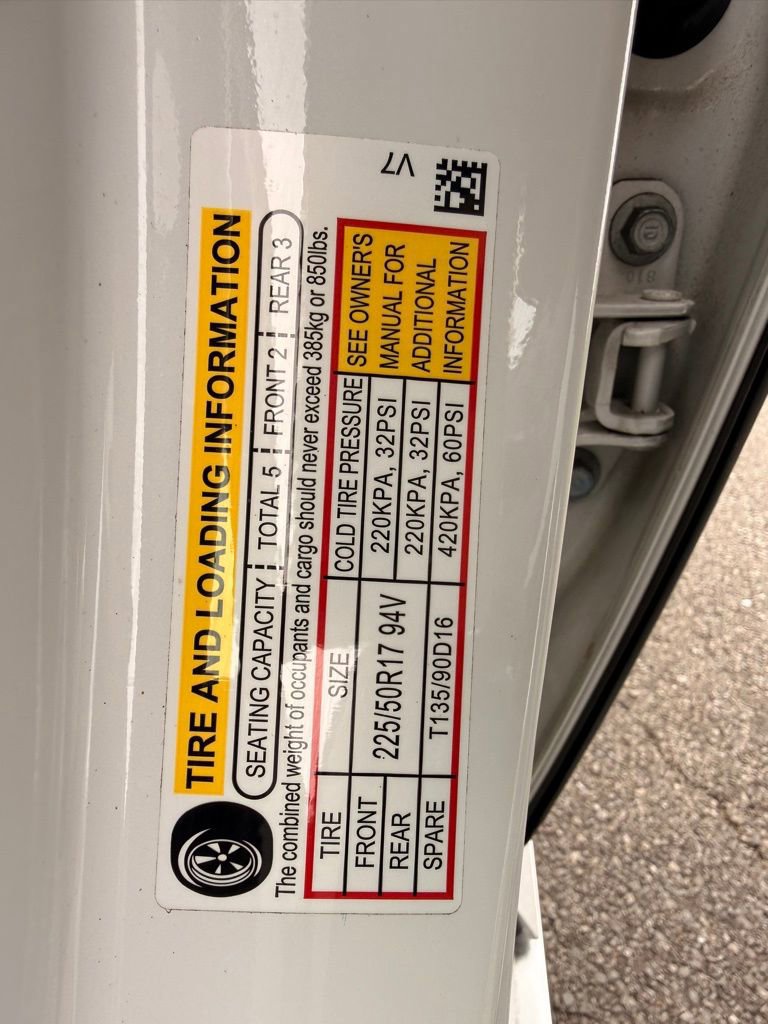 TIRE AND LOADING INFORMATION
SEATING CAPACITY TOTAL 5 FRONT 2 REAR 3
The combined weight of occupants and cargo should never exceed 385kg or 850lbs.
TIRE SIZE COLD TIRE PRESSURE
FRONT 225/50R17 94V 220KPA, 32PSI
REAR 220KPA, 32PSI
SPARE T135/90D16 420KPA, 60PSI
SEE OWNER'S
MANUAL FOR
ADDITIONAL
INFORMATION
V7